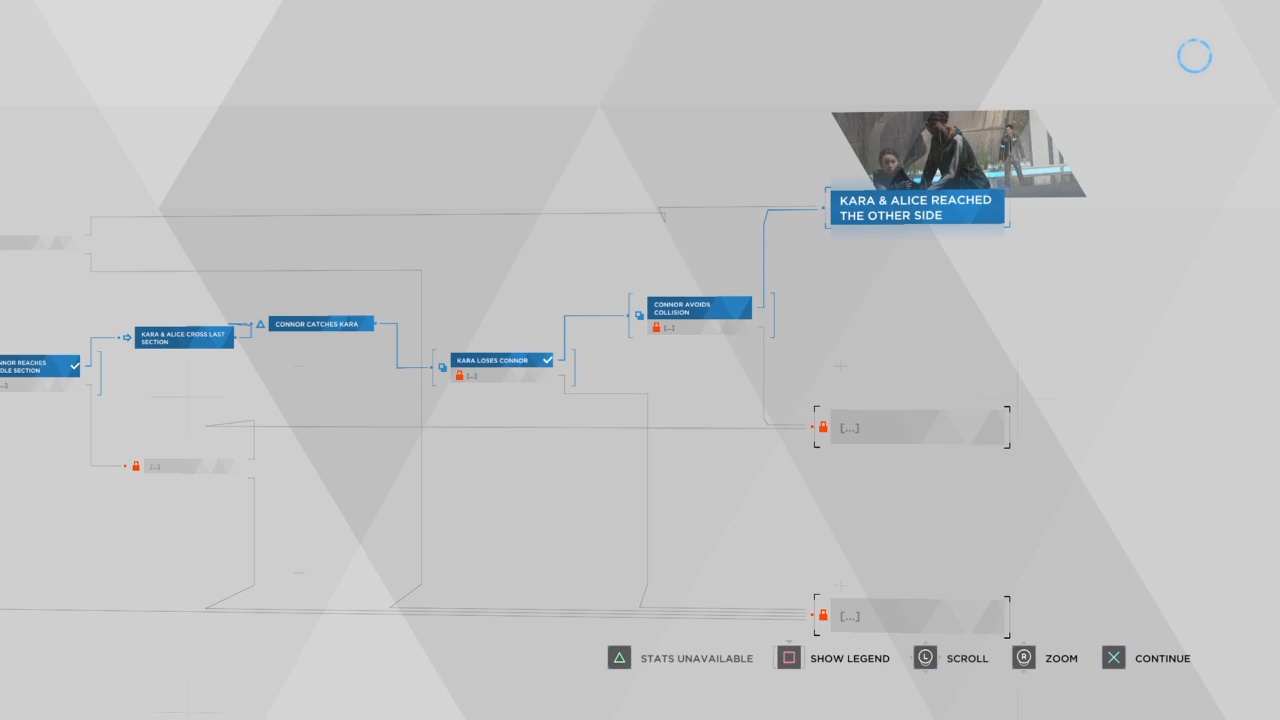 KARA & ALICE REACHED
THE OTHER SIDE
CONNOR AVOIDS
COLLISION
[...]
KARA & ALICE CROSS LAST
SECTION
CONNOR CATCHES KARA
KARA LOSES CONNOR
[...]
NNOR REACHES
DLE SECTION
...]
[...]
[...]
[...]
STATS UNAVAILABLE
SHOW LEGEND
L
SCROLL
R
ZOOM
CONTINUE